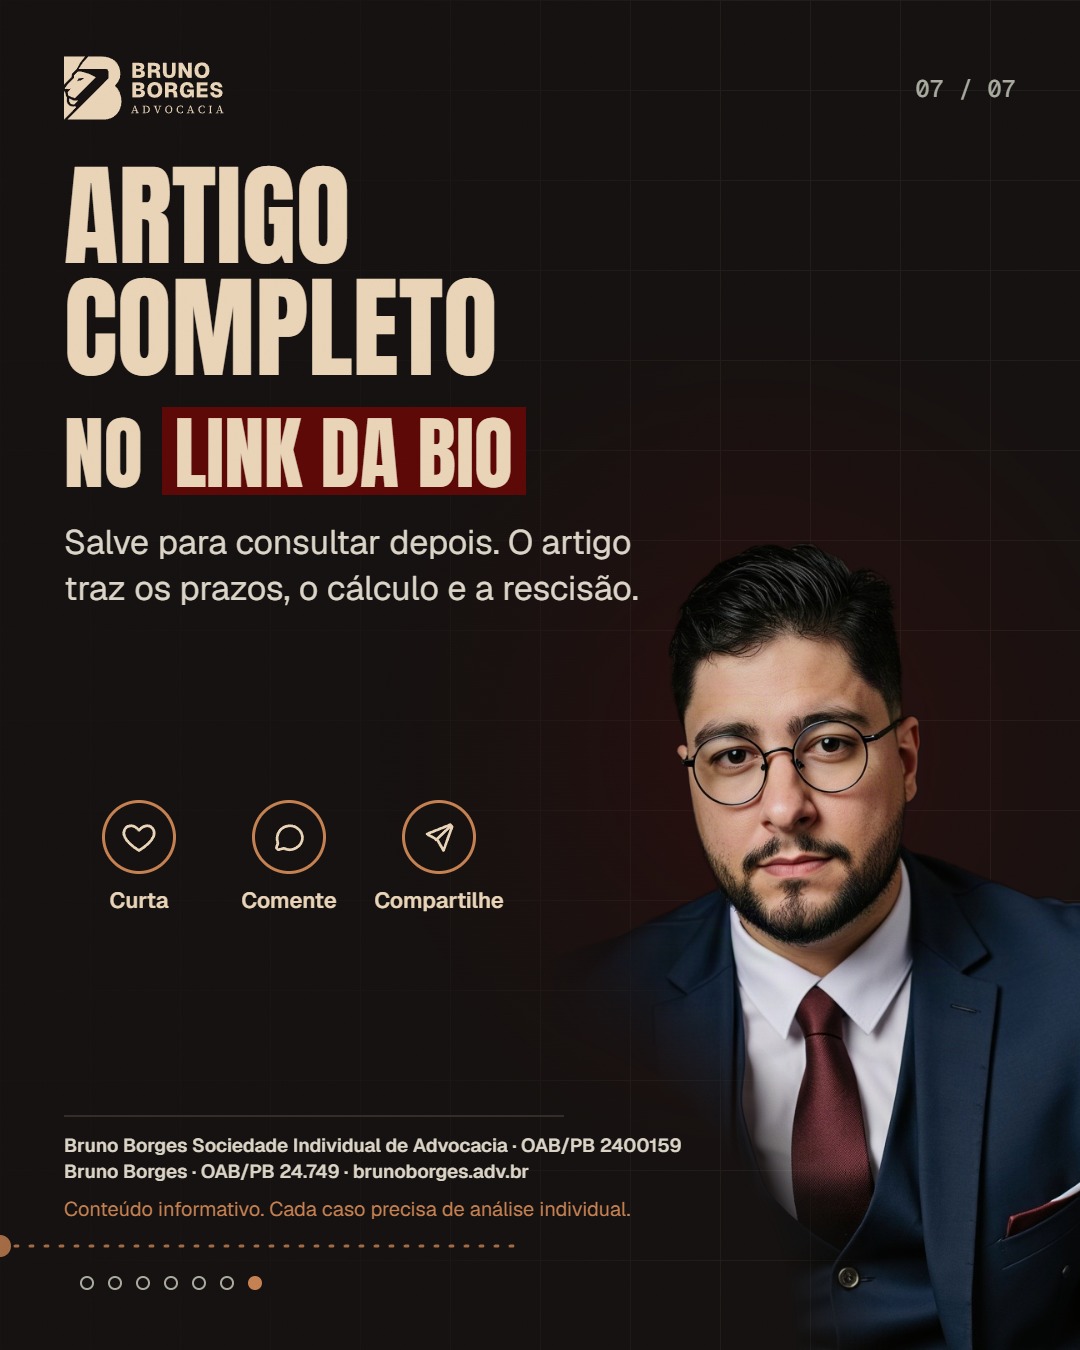 BRUNO
BORGES
ADVOCACIA
07 / 07
ARTIGO
COMPLETO
NO LINK DA BIO
Salve para consultar depois. O artigo
traz os prazos, o cálculo e a rescisão.
Curta
Comente
Compartilhe
Bruno Borges Sociedade Individual de Advocacia · OAB/PB 2400159
Bruno Borges · OAB/PB 24.749 · brunoborges.adv.br
Conteúdo informativo. Cada caso precisa de análise individual.